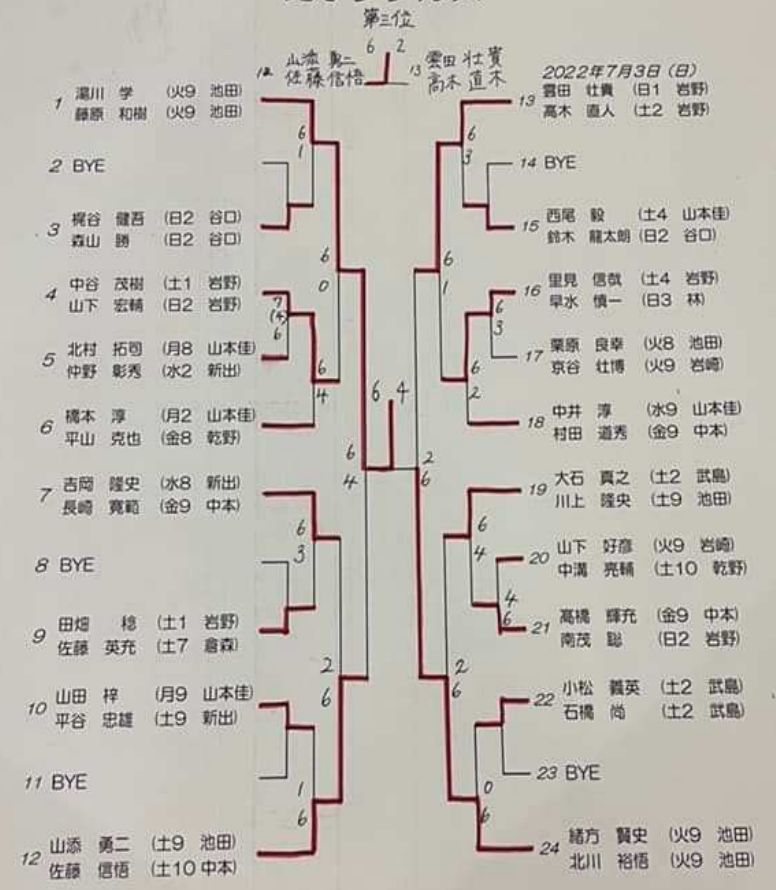 第三位
6 2
12 山添 勇二 雲田 壮貴
佐藤 信悟 13 高木 直木
2022年7月3日(日)
1 湯川 学 (火9 池田)
藤原 和樹 (火9 池田)
2 BYE
3 梶谷 健吾 (日2 谷口)
森山 勝 (日2 谷口)
4 中谷 茂樹 (土1 岩野)
山下 宏輔 (日2 岩野)
5 北村 拓司 (月8 山本佳)
仲野 彰秀 (水2 新出)
6 橋本 淳 (月2 山本佳)
平山 克也 (金8 乾野)
7 吉岡 隆史 (水8 新出)
長崎 寛範 (金9 中本)
8 BYE
9 田畑 稔 (土1 岩野)
佐藤 英充 (土7 倉森)
10 山田 梓 (月9 山本佳)
平谷 忠雄 (土9 新出)
11 BYE
12 山添 勇二 (土9 池田)
佐藤 信悟 (土10 中本)
6
1
6
0
7
(4)
6
6
4
6
4
6
3
2
6
1
6
6 4
13 雲田 壮貴 (日1 岩野)
高木 直人 (土2 岩野)
14 BYE
15 西尾 毅 (土4 山本佳)
鈴木 龍太朗 (日2 谷口)
16 里見 信哉 (土4 岩野)
早水 慎一 (日3 林)
17 栗原 良幸 (火8 池田)
京谷 壮博 (火9 岩崎)
18 中井 淳 (水9 山本佳)
村田 道秀 (金9 中本)
19 大石 真之 (土2 武島)
川上 隆央 (土9 池田)
20 山下 好彦 (火9 岩崎)
中溝 亮輔 (土10 乾野)
21 髙橋 輝充 (金9 中本)
南茂 聡 (日2 岩野)
22 小松 義英 (土2 武島)
石橋 尚 (土2 武島)
23 BYE
24 緒方 賢史 (火9 池田)
北川 裕悟 (火9 池田)
6
3
6
1
6
3
6
2
2
6
6
4
4
6
2
6
0
6